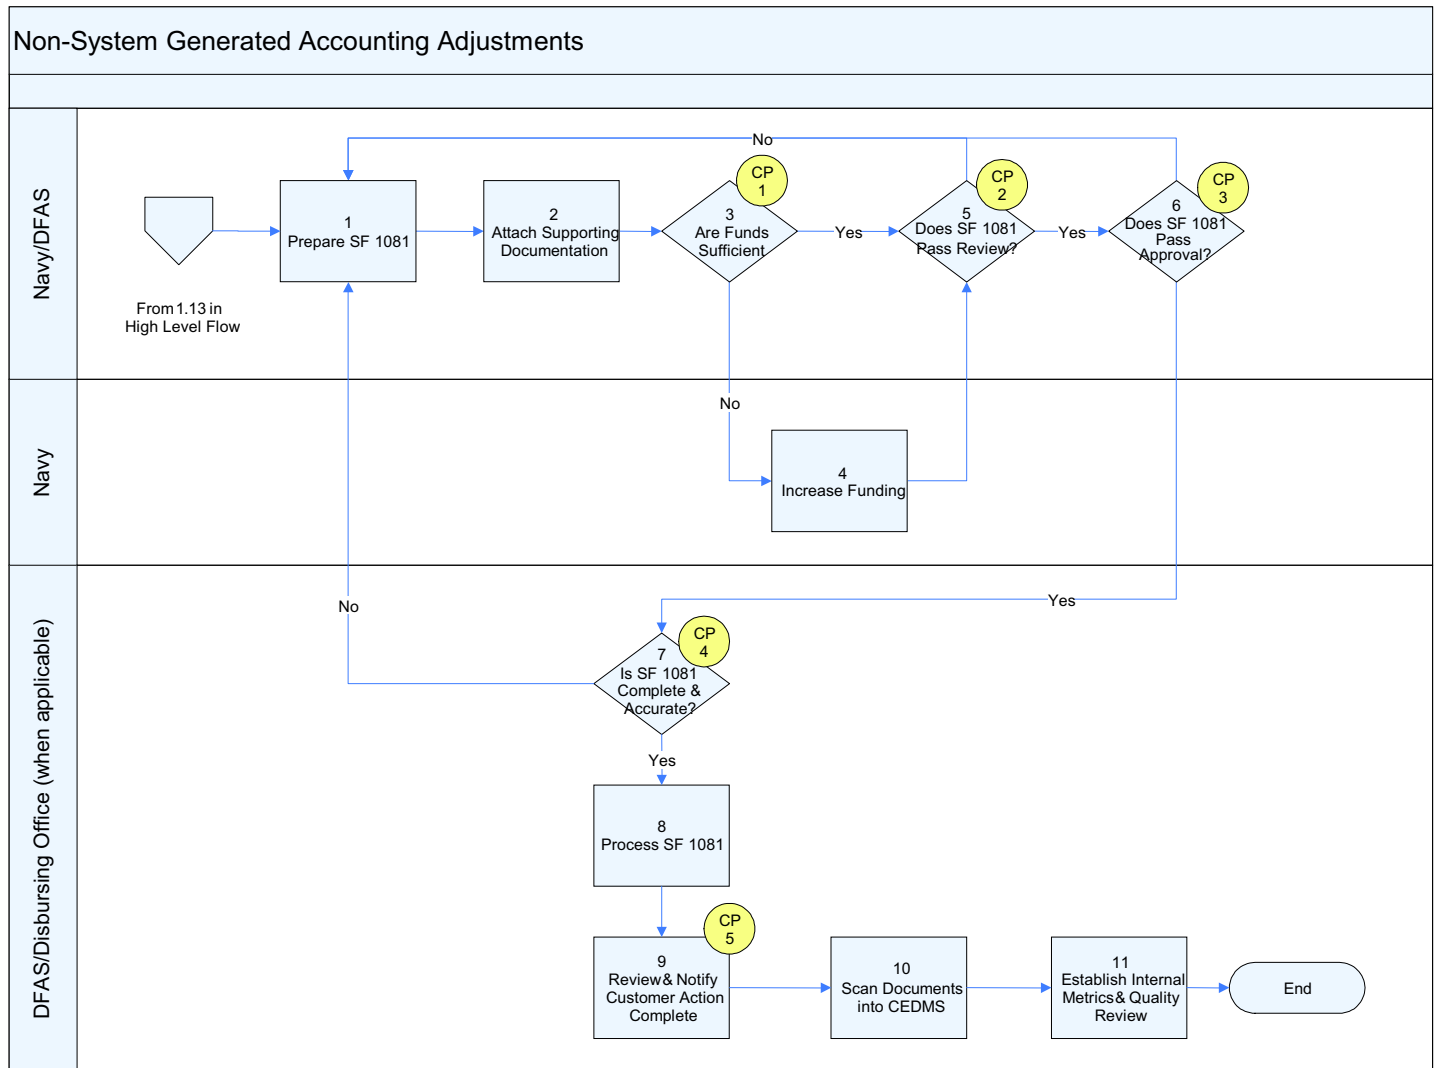 Non-System Generated Accounting Adjustments
Navy/DFAS
No
CP
1
CP
2
CP
3
1
Prepare SF 1081
2
Attach Supporting
Documentation
3
Are Funds
Sufficient
Yes
5
Does SF 1081
Pass Review?
Yes
6
Does SF 1081
Pass
Approval?
From 1.13 in
High Level Flow
Navy
No
4
Increase Funding
DFAS/Disbursing Office (when applicable)
No
Yes
CP
4
7
Is SF 1081
Complete &
Accurate?
Yes
8
Process SF 1081
CP
5
9
Review & Notify
Customer Action
Complete
10
Scan Documents
into CEDMS
11
Establish Internal
Metrics & Quality
Review
End